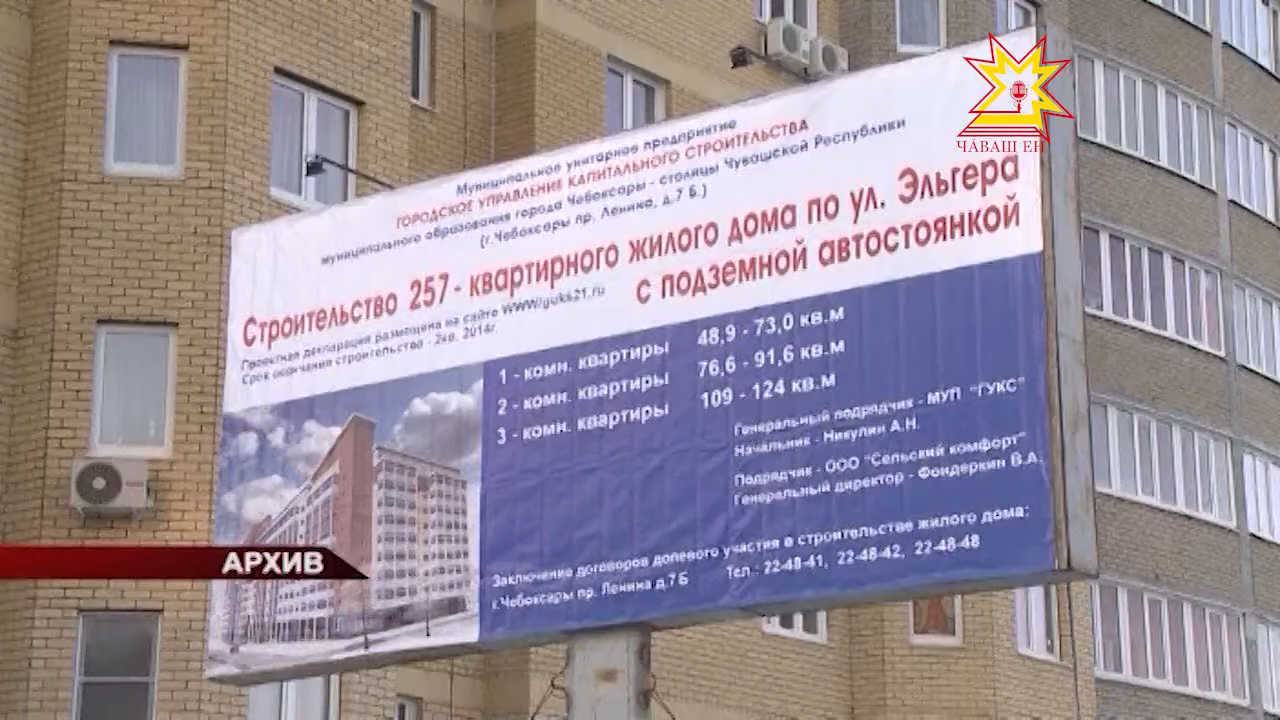 ЧӐВАШ ЕН
Муниципальное унитарное предприятие
ГОРОДСКОЕ УПРАВЛЕНИЕ КАПИТАЛЬНОГО СТРОИТЕЛЬСТВА
муниципального образования города Чебоксары - столицы Чувашской Республики
(г.Чебоксары пр. Ленина, д.7 Б.)
Строительство 257 - квартирного жилого дома по ул. Эльгера
с подземной автостоянкой
Проектная декларация размещена на сайте WWW/guks21.ru
Срок окончания строительства - 2кв. 2014г.
1 - комн. квартиры 48,9 - 73,0 кв.м
2 - комн. квартиры 76,6 - 91,6 кв.м
3 - комн. квартиры 109 - 124 кв.м
Генеральный подрядчик - МУП "ГУКС"
Начальник - Никулин А.Н.
Подрядчик - ООО "Сельский комфорт"
Генеральный директор - Фондеркин В.А.
Заключение договоров долевого участия в строительстве жилого дома:
г.Чебоксары пр. Ленина д.7 Б Тел.: 22-48-41, 22-48-42, 22-48-48
АРХИВ